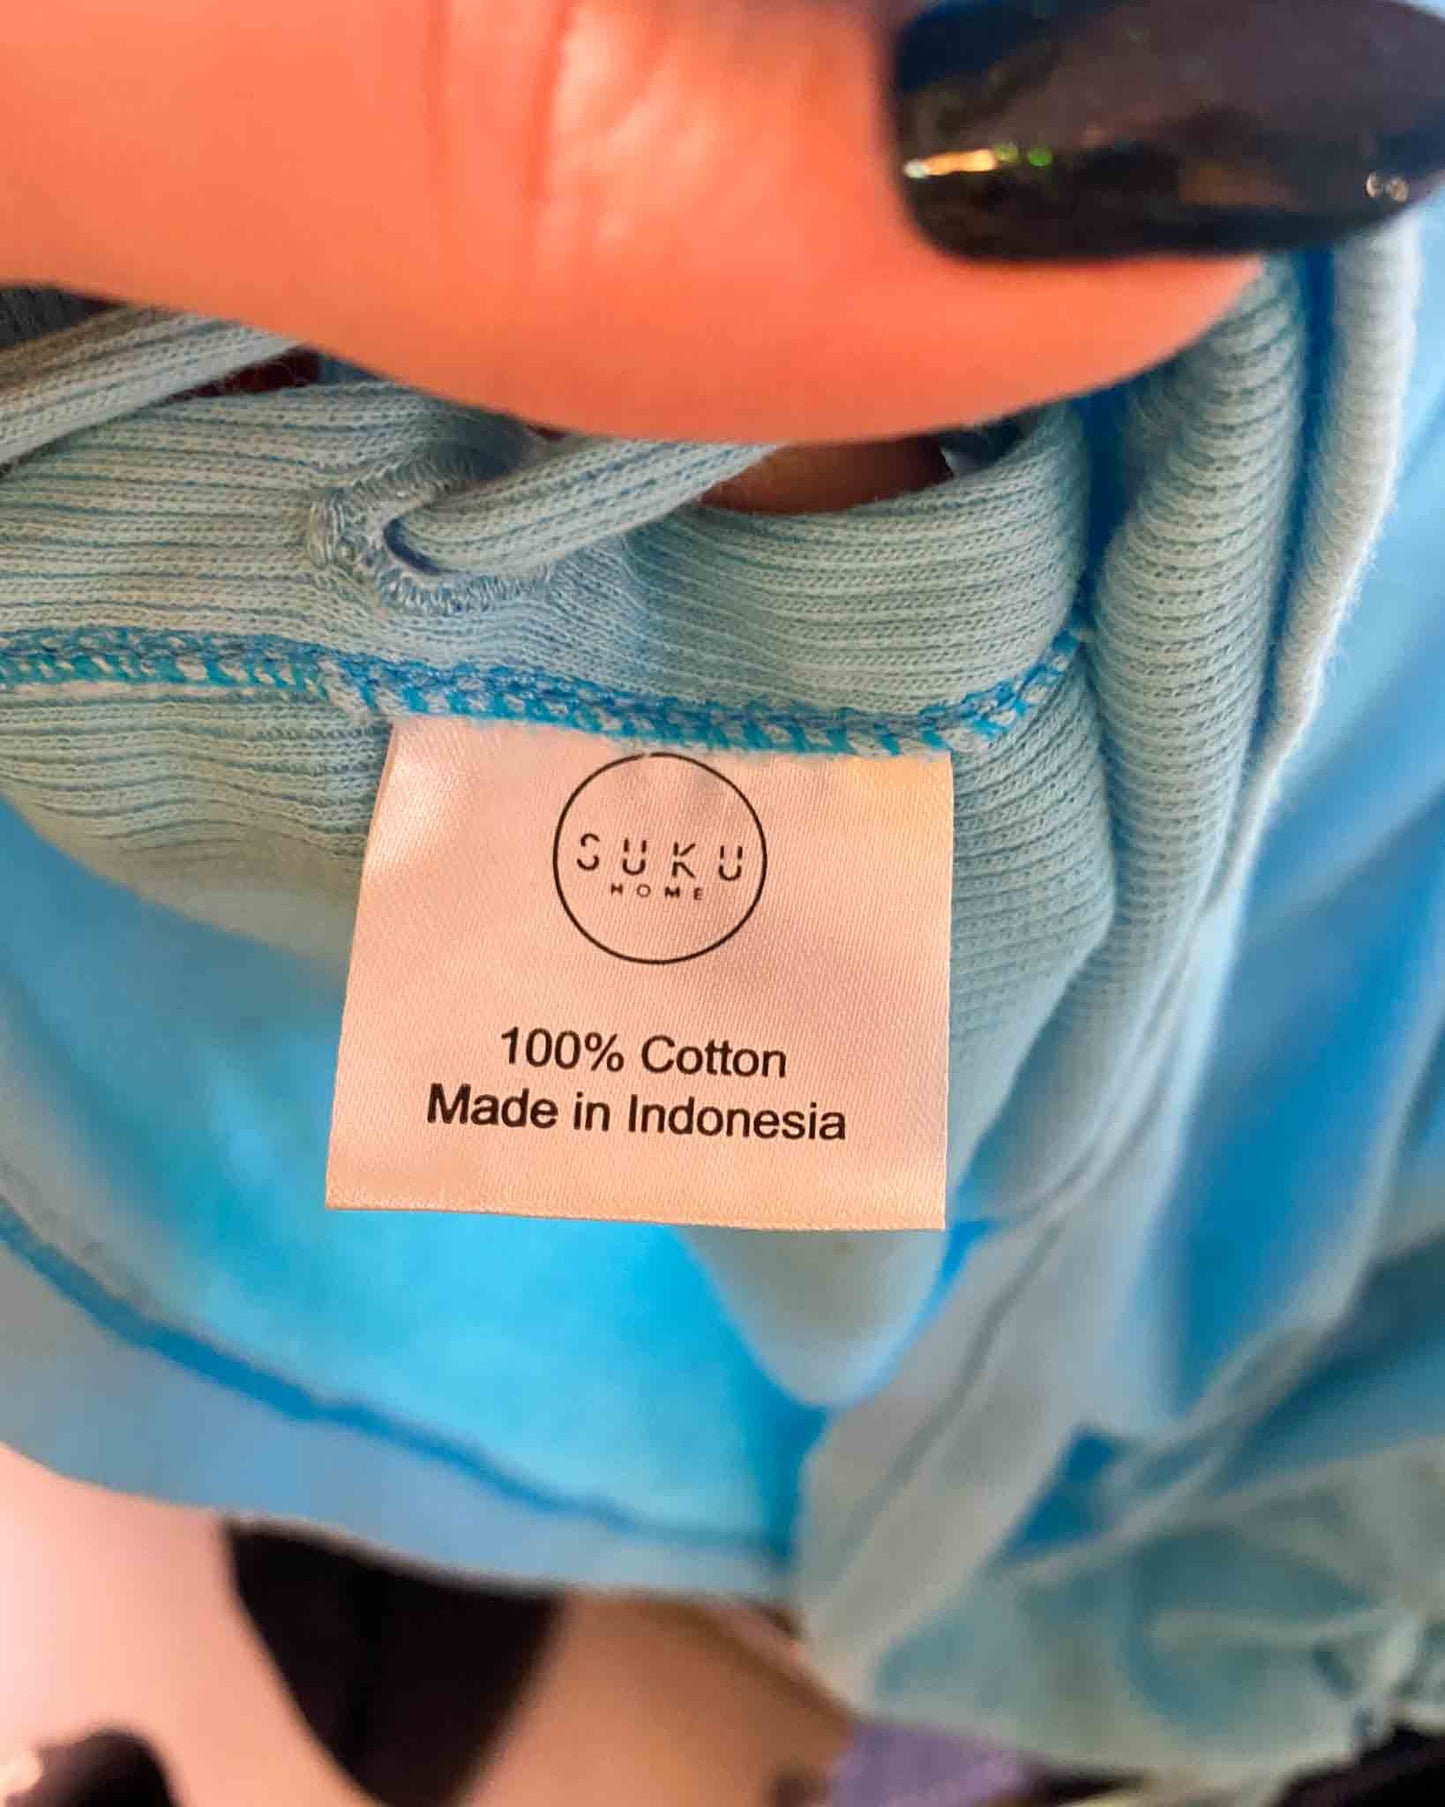 SUKU
HOME
100% Cotton
Made in Indonesia